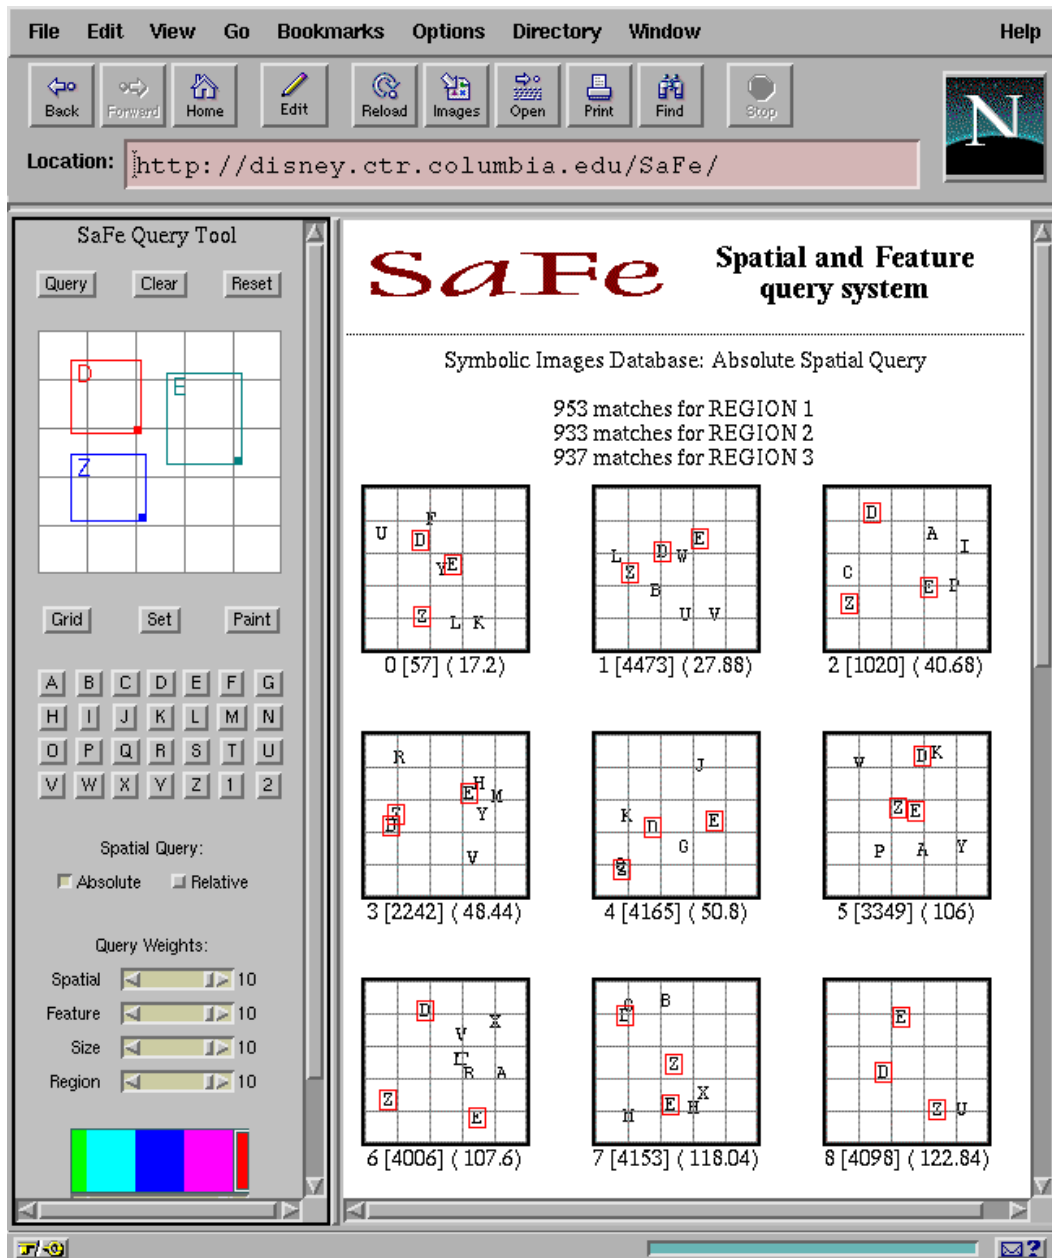 File Edit View Go Bookmarks Options Directory Window Help
Back Forward Home Edit Reload Images Open Print Find Stop
N
Location: http://disney.ctr.columbia.edu/SaFe/
SaFe Query Tool
Query Clear Reset
D
E
Z
Grid Set Paint
A B C D E F G
H I J K L M N
O P Q R S T U
V W X Y Z 1 2
Spatial Query:
Absolute Relative
Query Weights:
Spatial 10
Feature 10
Size 10
Region 10
SaFe
Spatial and Feature
query system
Symbolic Images Database: Absolute Spatial Query
953 matches for REGION 1
933 matches for REGION 2
937 matches for REGION 3
F
U D
Y E
Z L K
0 [57] ( 17.2)
E
L D W
Z
B
U V
1 [4473] ( 27.88)
D
A
I
C
E P
Z
2 [1020] ( 40.68)
R
H
E M
Z Y
D
V
3 [2242] ( 48.44)
J
K
D E
G
Z
4 [4165] ( 50.8)
D K
W
Z E
P A Y
5 [3349] ( 106)
D
X
V
R A
Z
E
6 [4006] ( 107.6)
B
D
Z
X
E H
M
7 [4153] ( 118.04)
E
D
Z U
8 [4098] ( 122.84)
?